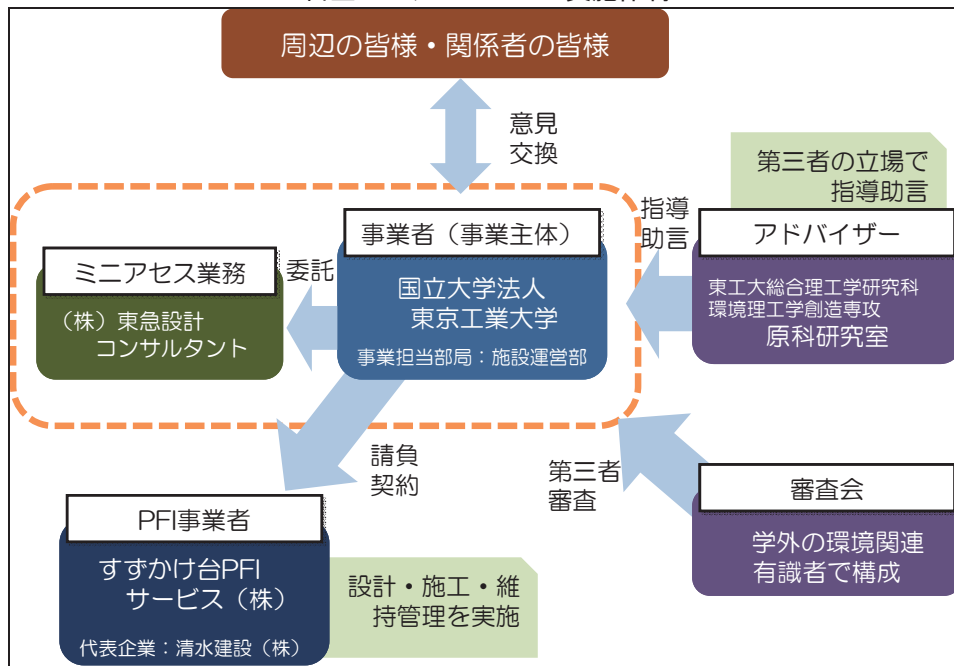 周辺の皆様・関係者の皆様
意見
交換
第三者の立場で
指導助言
指導
助言
事業者（事業主体）
国立大学法人
東京工業大学
事業担当部局：施設運営部
委託
ミニアセス業務
（株）東急設計
コンサルタント
アドバイザー
東工大総合理工学研究科
環境理工学創造専攻
原科研究室
請負
契約
第三者
審査
審査会
学外の環境関連
有識者で構成
PFI事業者
すずかけ台PFI
サービス（株）
代表企業：清水建設（株）
設計・施工・維
持管理を実施